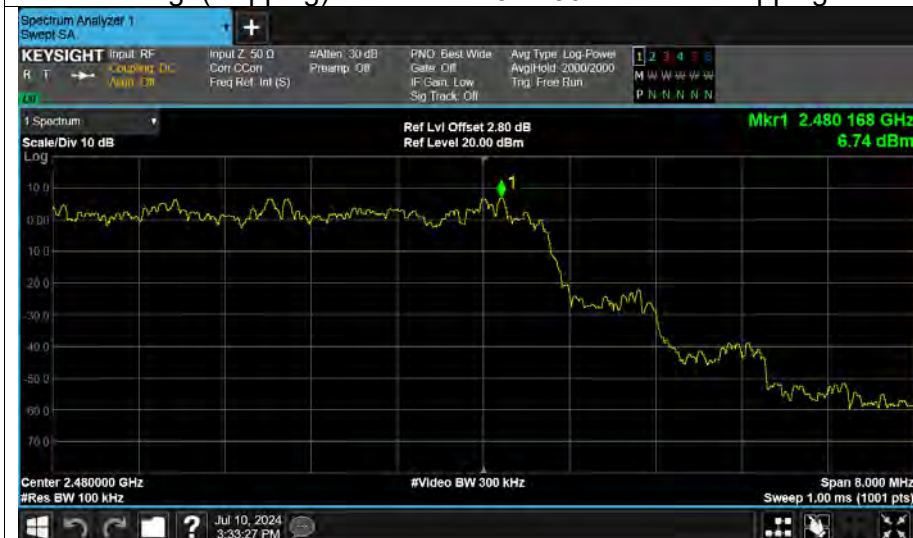 Spectrum Analyzer 1
Swept SA
+
KEYSIGHT
R T
Input: RF
Coupling: DC
Align: Off
Input Z: 50 Ω
Corr CCorr
Freq Ref: Int (S)
#Atten: 30 dB
Preamp: Off
PNO: Best Wide
Gate: Off
IF Gain: Low
Sig Track: Off
Avg Type: Log-Power
Avg|Hold: 2000/2000
Trig: Free Run
1 2 3 4 5 6
M W W W W W
P N N N N N
1 Spectrum
Scale/Div 10 dB
Ref Lvl Offset 2.80 dB
Ref Level 20.00 dBm
Mkr1 2.480 168 GHz
6.74 dBm
Log
10.0
0.00
-10.0
-20.0
-30.0
-40.0
-50.0
-60.0
-70.0
1
Center 2.480000 GHz
#Res BW 100 kHz
#Video BW 300 kHz
Span 8.000 MHz
Sweep 1.00 ms (1001 pts)
?
Jul 10, 2024
3:33:27 PM